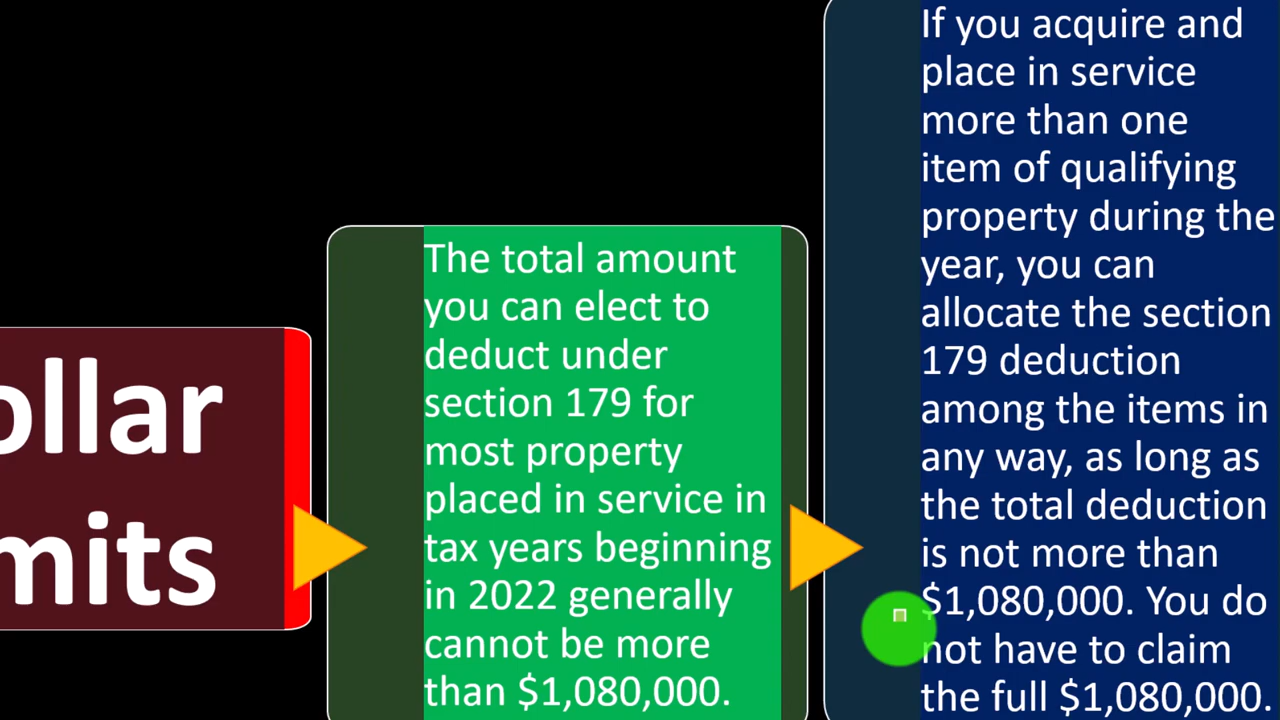 ollar
mits
The total amount
you can elect to
deduct under
section 179 for
most property
placed in service in
tax years beginning
in 2022 generally
cannot be more
than $1,080,000.
If you acquire and
place in service
more than one
item of qualifying
property during the
year, you can
allocate the section
179 deduction
among the items in
any way, as long as
the total deduction
is not more than
$1,080,000. You do
not have to claim
the full $1,080,000.